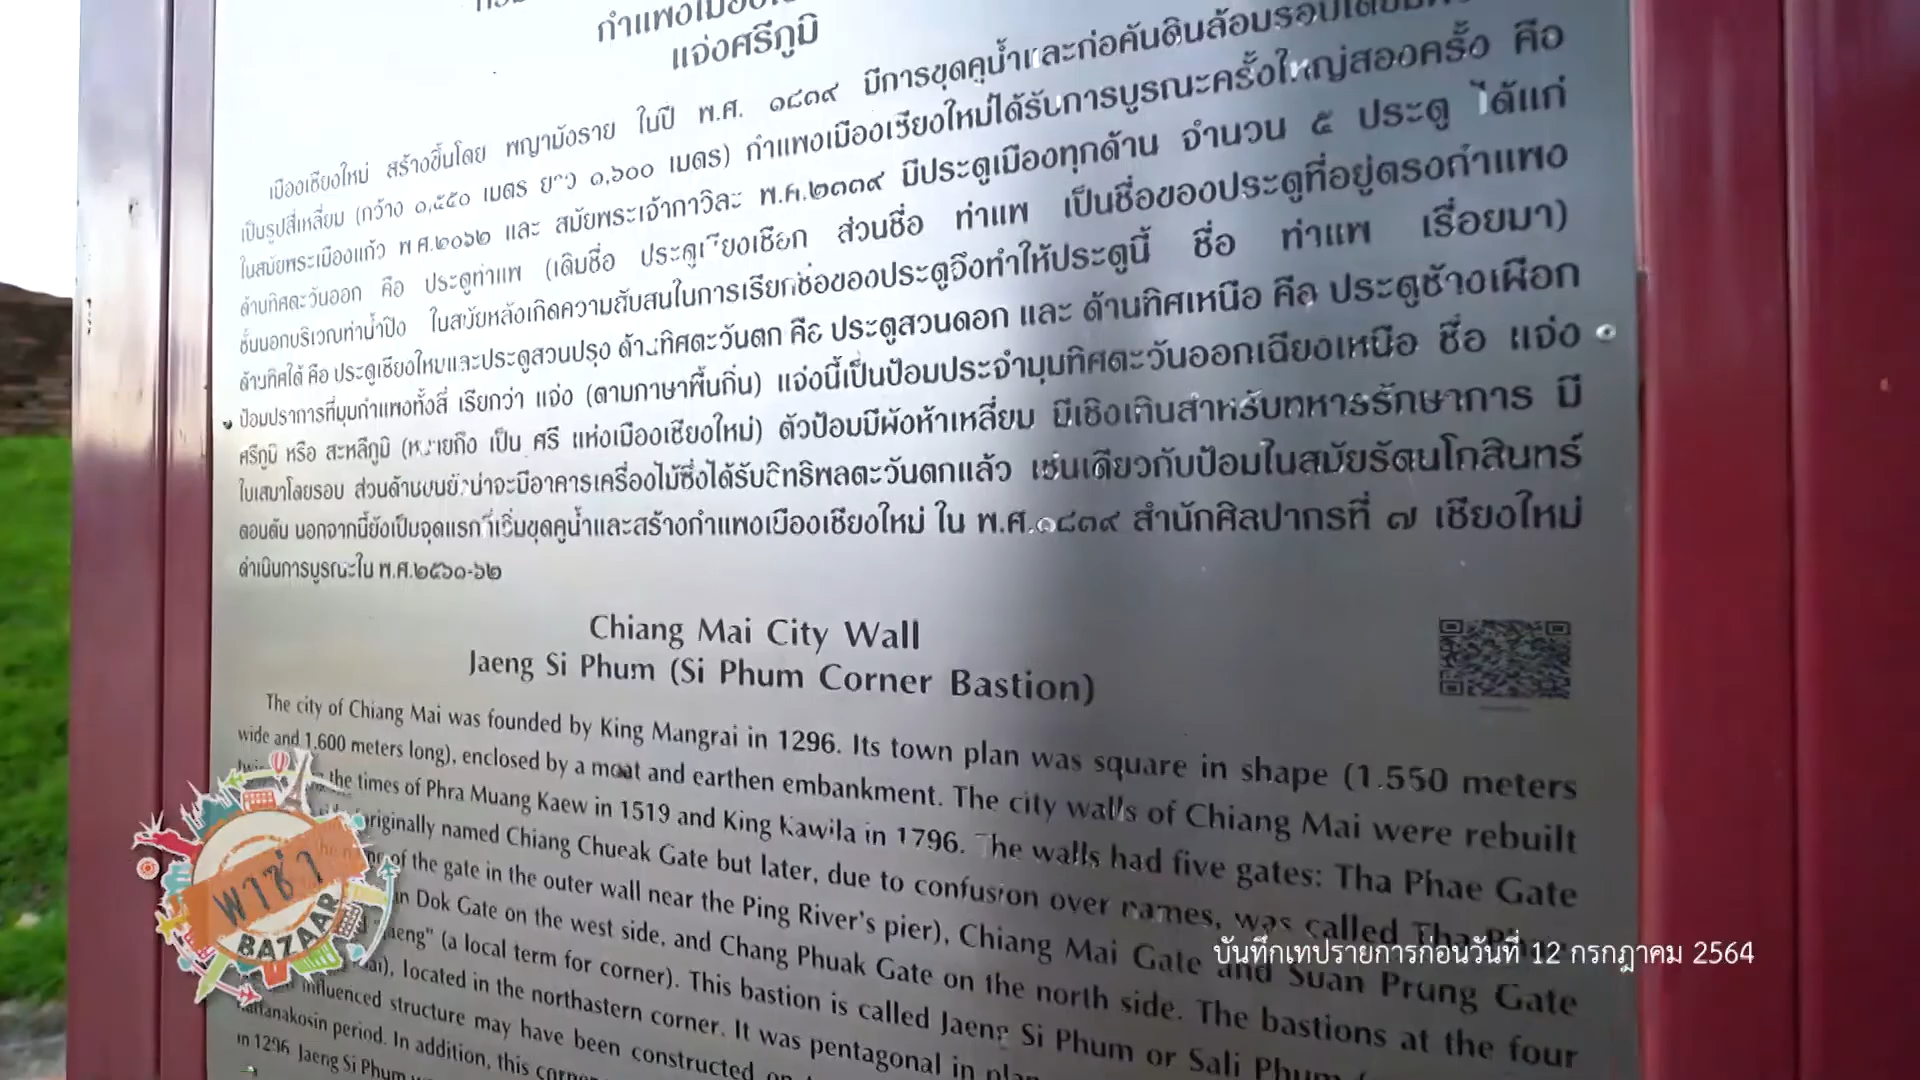 กำแพงเมือง
แจ่งศรีภูมิ
เมืองเชียงใหม่ สร้างขึ้นโดย พญามังราย ในปี พ.ศ. ๑๘๓๙ มีการขุดคูน้ำและก่อคันดินล้อมรอบ
เป็นรูปสี่เหลี่ยม (กว้าง ๑,๕๕๐ เมตร ยาว ๑,๖๐๐ เมตร) กำแพงเมืองเชียงใหม่ได้รับการบูรณะครั้งใหญ่สองครั้ง คือ
ในสมัยพระเมืองแก้ว พ.ศ.๒๐๖๒ และ สมัยพระเจ้ากาวิละ พ.ศ.๒๓๓๙ มีประตูเมืองทุกด้าน จำนวน ๕ ประตู ได้แก่
ด้านทิศตะวันออก คือ ประตูท่าแพ (เดิมชื่อ ประตูเชียงเชือก ส่วนชื่อ ท่าแพ เป็นชื่อของประตูที่อยู่ตรงกำแพง
ชั้นนอกบริเวณท่าน้ำปิง ในสมัยหลังเกิดความสับสนในการเรียกชื่อของประตูจึงทำให้ประตูนี้ ชื่อ ท่าแพ เรื่อยมา)
ด้านทิศใต้ คือ ประตูเชียงใหม่และประตูสวนปรุง ด้านทิศตะวันตก คือ ประตูสวนดอก และ ด้านทิศเหนือ คือ ประตูช้างเผือก
ป้อมปราการที่มุมกำแพงทั้งสี่ เรียกว่า แจ่ง (ตามภาษาพื้นถิ่น) แจ่งนี้เป็นป้อมประจำมุมทิศตะวันออกเฉียงเหนือ ชื่อ แจ่ง
ศรีภูมิ หรือ สะหลีภูมิ (หมายถึง เป็น ศรี แห่งเมืองเชียงใหม่) ตัวป้อมมีผังห้าเหลี่ยม มีเชิงเทินสำหรับทหารรักษาการ มี
ใบเสมาโดยรอบ ส่วนด้านบนยังน่าจะมีอาคารเครื่องไม้ซึ่งได้รับอิทธิพลตะวันตกแล้ว เช่นเดียวกับป้อมในสมัยรัตนโกสินทร์
ตอนต้น นอกจากนี้ยังเป็นจุดแรกที่เริ่มขุดคูน้ำและสร้างกำแพงเมืองเชียงใหม่ ใน พ.ศ.๑๘๓๙ สำนักศิลปากรที่ ๗ เชียงใหม่
ดำเนินการบูรณะใน พ.ศ.๒๕๖๑-๖๒
Chiang Mai City Wall
Jaeng Si Phum (Si Phum Corner Bastion)
The city of Chiang Mai was founded by King Mangrai in 1296. Its town plan was square in shape (1.550 meters
wide and 1,600 meters long), enclosed by a moat and earthen embankment. The city walls of Chiang Mai were rebuilt
the times of Phra Muang Kaew in 1519 and King Kawila in 1796. The walls had five gates: Tha Phae Gate
originally named Chiang Chueak Gate but later, due to confusion over names, was called Tha Phae
of the gate in the outer wall near the Ping River's pier), Chiang Mai Gate and Suan Prung Gate
Dok Gate on the west side, and Chang Phuak Gate on the north side. The bastions at the four
"Jaeng" (a local term for corner). This bastion is called Jaeng Si Phum or Sali Phum
located in the northastern corner. It was pentagonal in plan
influenced structure may have been constructed on
Rattanakosin period. In addition, this corner
in 1296 Jaeng Si Phum
พาซ่า
BAZAAR
บันทึกเทปรายการก่อนวันที่ 12 กรกฎาคม 2564